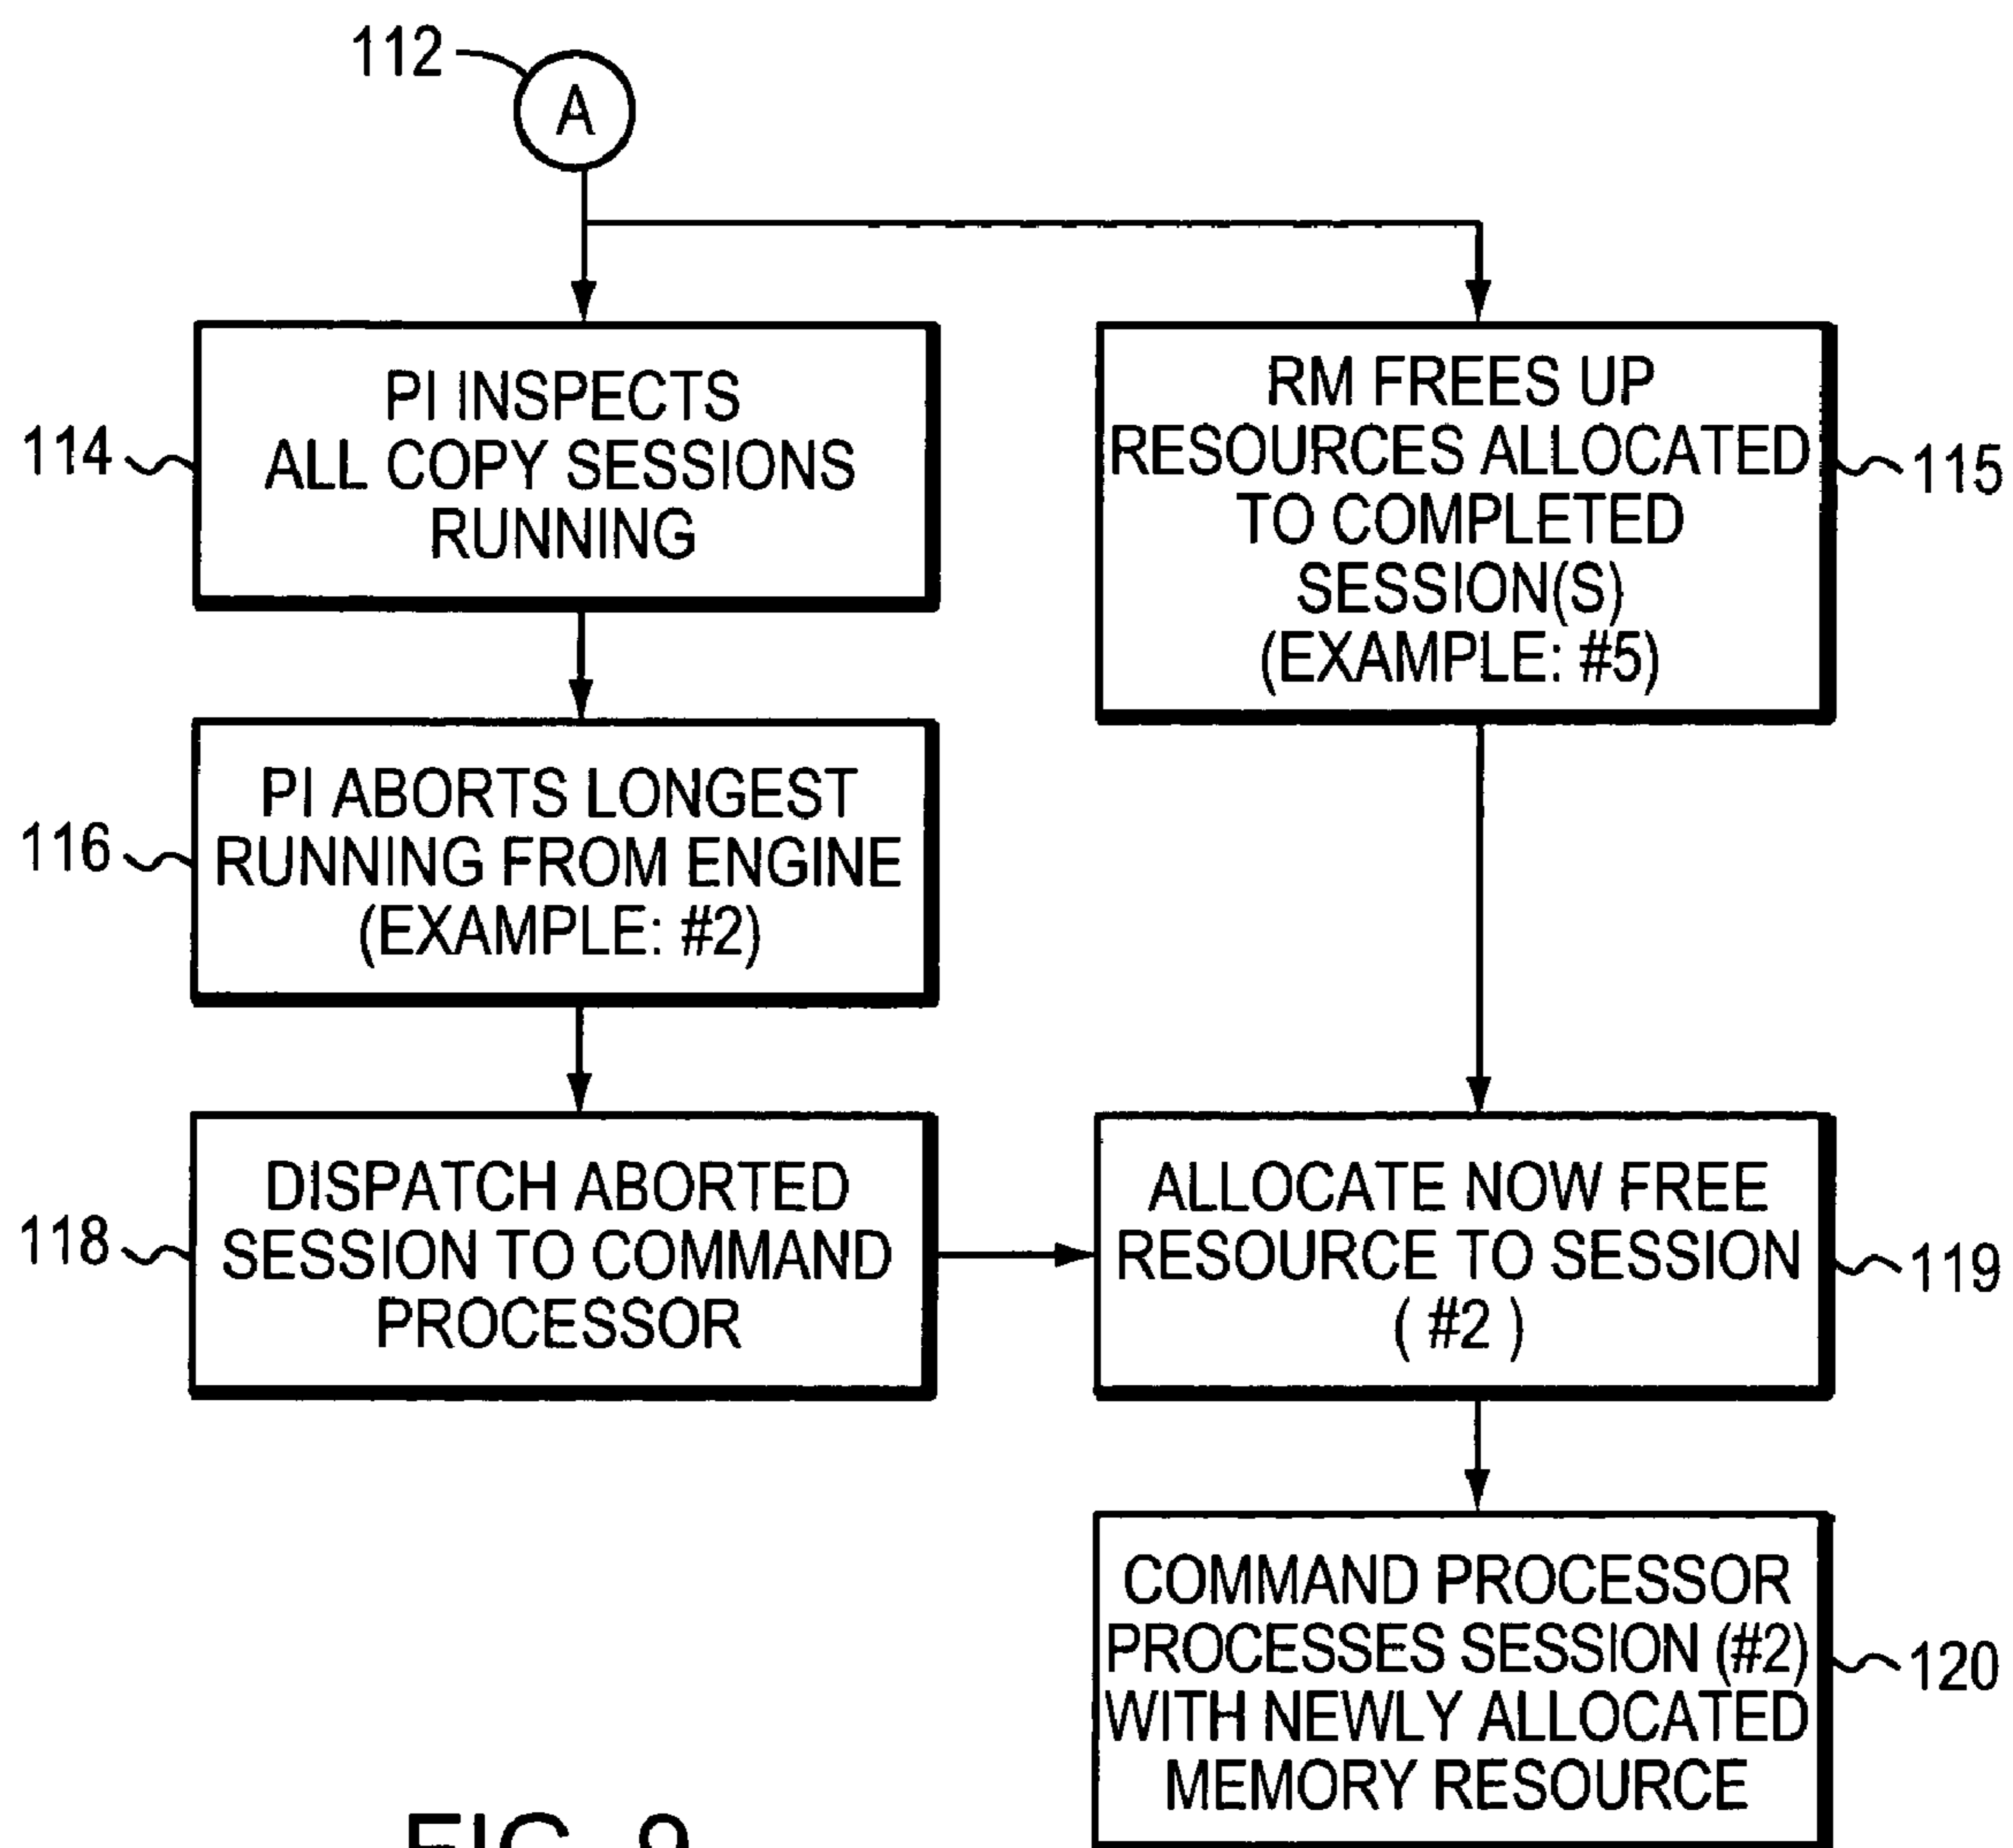 112
A
114
PI INSPECTS
ALL COPY SESSIONS
RUNNING
RM FREES UP
RESOURCES ALLOCATED
TO COMPLETED
SESSION(S)
(EXAMPLE: #5)
115
116
PI ABORTS LONGEST
RUNNING FROM ENGINE
(EXAMPLE: #2)
118
DISPATCH ABORTED
SESSION TO COMMAND
PROCESSOR
ALLOCATE NOW FREE
RESOURCE TO SESSION
( #2 )
119
COMMAND PROCESSOR
PROCESSES SESSION (#2)
WITH NEWLY ALLOCATED
MEMORY RESOURCE
120